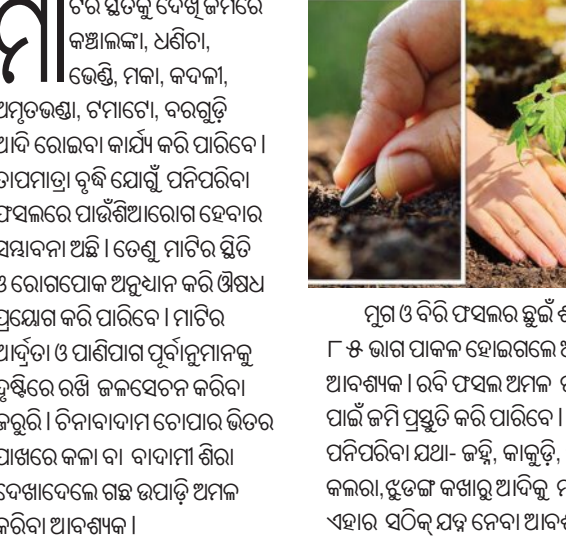 ମାଟିର ସ୍ଥିତିକୁ ଦେଖି ଜମିରେ
କଞ୍ଚାଲଙ୍କା, ଧଣିଚା,
ଭେଣ୍ଡି, ମକା, କଦଳୀ,
ଅମୃତଭଣ୍ଡା, ଟମାଟୋ, ବରଗୁଡ଼ି
ଆଦି ରୋଇବା କାର୍ଯ୍ୟ କରି ପାରିବେ ।
ତାପମାତ୍ରା ବୃଦ୍ଧି ଯୋଗୁଁ ପନିପରିବା
ଫସଲରେ ପାଉଁଶିଆରୋଗ ହେବାର
ସମ୍ଭାବନା ଅଛି । ତେଣୁ ମାଟିର ସ୍ଥିତି
ଓ ରୋଗପୋକ ଅନୁଧ୍ୟାନ କରି ଔଷଧ
ପ୍ରୟୋଗ କରି ପାରିବେ । ମାଟିର
ଆର୍ଦ୍ରତା ଓ ପାଣିପାଗ ପୂର୍ବାନୁମାନକୁ
ଦୃଷ୍ଟିରେ ରଖି ଜଳସେଚନ କରିବା
ଜରୁରି । ଚିନାବାଦାମ ଚୋପାର ଭିତର
ପାଖରେ କଳା ବା ବାଦାମୀ ଶିରା
ଦେଖାଦେଲେ ଗଛ ଉପାଡ଼ି ଅମଳ
କରିବା ଆବଶ୍ୟକ ।
ମୁଗ ଓ ବିରି ଫସଲର ଛୁଇଁ
୮୫ ଭାଗ ପାକଳ ହୋଇଗଲେ
ଆବଶ୍ୟକ । ରବି ଫସଲ ଅମଳ
ପାଇଁ ଜମି ପ୍ରସ୍ତୁତି କରି ପାରିବେ ।
ପନିପରିବା ଯଥା- ଜହ୍ନି, କାକୁଡ଼ି,
କଲରା,ଝୁଡଙ୍ଗ କଖାରୁ ଆଦିକୁ
ଏହାର ସଠିକ୍ ଯତ୍ନ ନେବା